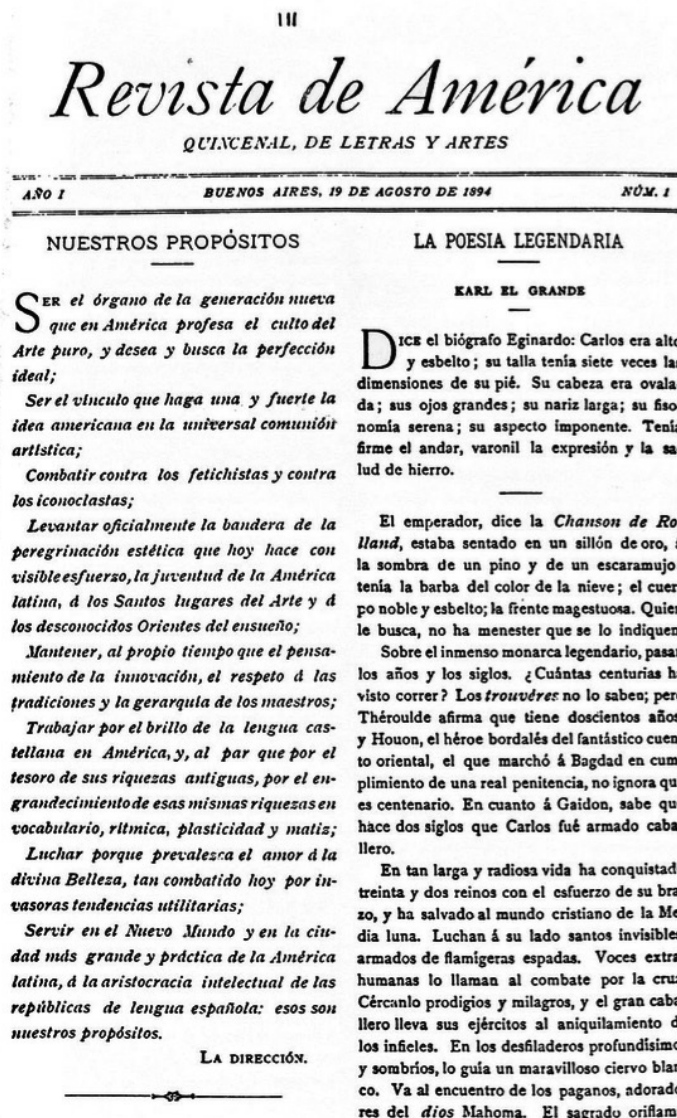 III
Revista de América
QUINCENAL, DE LETRAS Y ARTES
AÑO I BUENOS AIRES, 19 DE AGOSTO DE 1894 NÚM. 1
NUESTROS PROPÓSITOS
SER el órgano de la generación nueva
que en América profesa el culto del
Arte puro, y desea y busca la perfección
ideal;
Ser el vínculo que haga una y fuerte la
idea americana en la universal comunión
artística;
Combatir contra los fetichistas y contra
los iconoclastas;
Levantar oficialmente la bandera de la
peregrinación estética que hoy hace con
visible esfuerzo, la juventud de la América
latina, á los Santos lugares del Arte y á
los desconocidos Orientes del ensueño;
Mantener, al propio tiempo que el pensa-
miento de la innovación, el respeto á las
tradiciones y la gerarquía de los maestros;
Trabajar por el brillo de la lengua cas-
tellana en América, y, al par que por el
tesoro de sus riquezas antiguas, por el en-
grandecimiento de esas mismas riquezas en
vocabulario, rítmica, plasticidad y matiz;
Luchar porque prevalezca el amor á la
divina Belleza, tan combatido hoy por in-
vasoras tendencias utilitarias;
Servir en el Nuevo Mundo y en la ciu-
dad más grande y práctica de la América
latina, á la aristocracia intelectual de las
repúblicas de lengua española: esos son
nuestros propósitos.
LA DIRECCIÓN.
LA POESIA LEGENDARIA
KARL EL GRANDE
DICE el biógrafo Eginardo: Carlos era alto
y esbelto; su talla tenía siete veces las
dimensiones de su pié. Su cabeza era ovala-
da; sus ojos grandes; su nariz larga; su fiso-
nomía serena; su aspecto imponente. Tenía
firme el andar, varonil la expresión y la sa-
lud de hierro.
El emperador, dice la Chanson de Ro-
lland, estaba sentado en un sillón de oro, á
la sombra de un pino y de un escaramujo
tenía la barba del color de la nieve; el cuer-
po noble y esbelto; la frente magestuosa. Quien
le busca, no ha menester que se lo indiquen
Sobre el inmenso monarca legendario, pasan
los años y los siglos. ¿Cuántas centurias ha
visto correr? Los trouvéres no lo saben; pero
Théroulde afirma que tiene doscientos años
y Houon, el héroe bordalés del fantástico cuen-
to oriental, el que marchó á Bagdad en cum-
plimiento de una real penitencia, no ignora que
es centenario. En cuanto á Gaidon, sabe que
hace dos siglos que Carlos fué armado caba-
llero.
En tan larga y radiosa vida ha conquistado
treinta y dos reinos con el esfuerzo de su bra-
zo, y ha salvado al mundo cristiano de la Me-
dia luna. Luchan á su lado santos invisibles
armados de flamígeras espadas. Voces extra-
humanas lo llaman al combate por la cruz
Cércanlo prodigios y milagros, y el gran caba-
llero lleva sus ejércitos al aniquilamiento de
los infieles. En los desfiladeros profundísimos
y sombríos, lo guía un maravilloso ciervo blan-
co. Va al encuentro de los paganos, adorado-
res del dios Mahoma. El sagrado oriflam